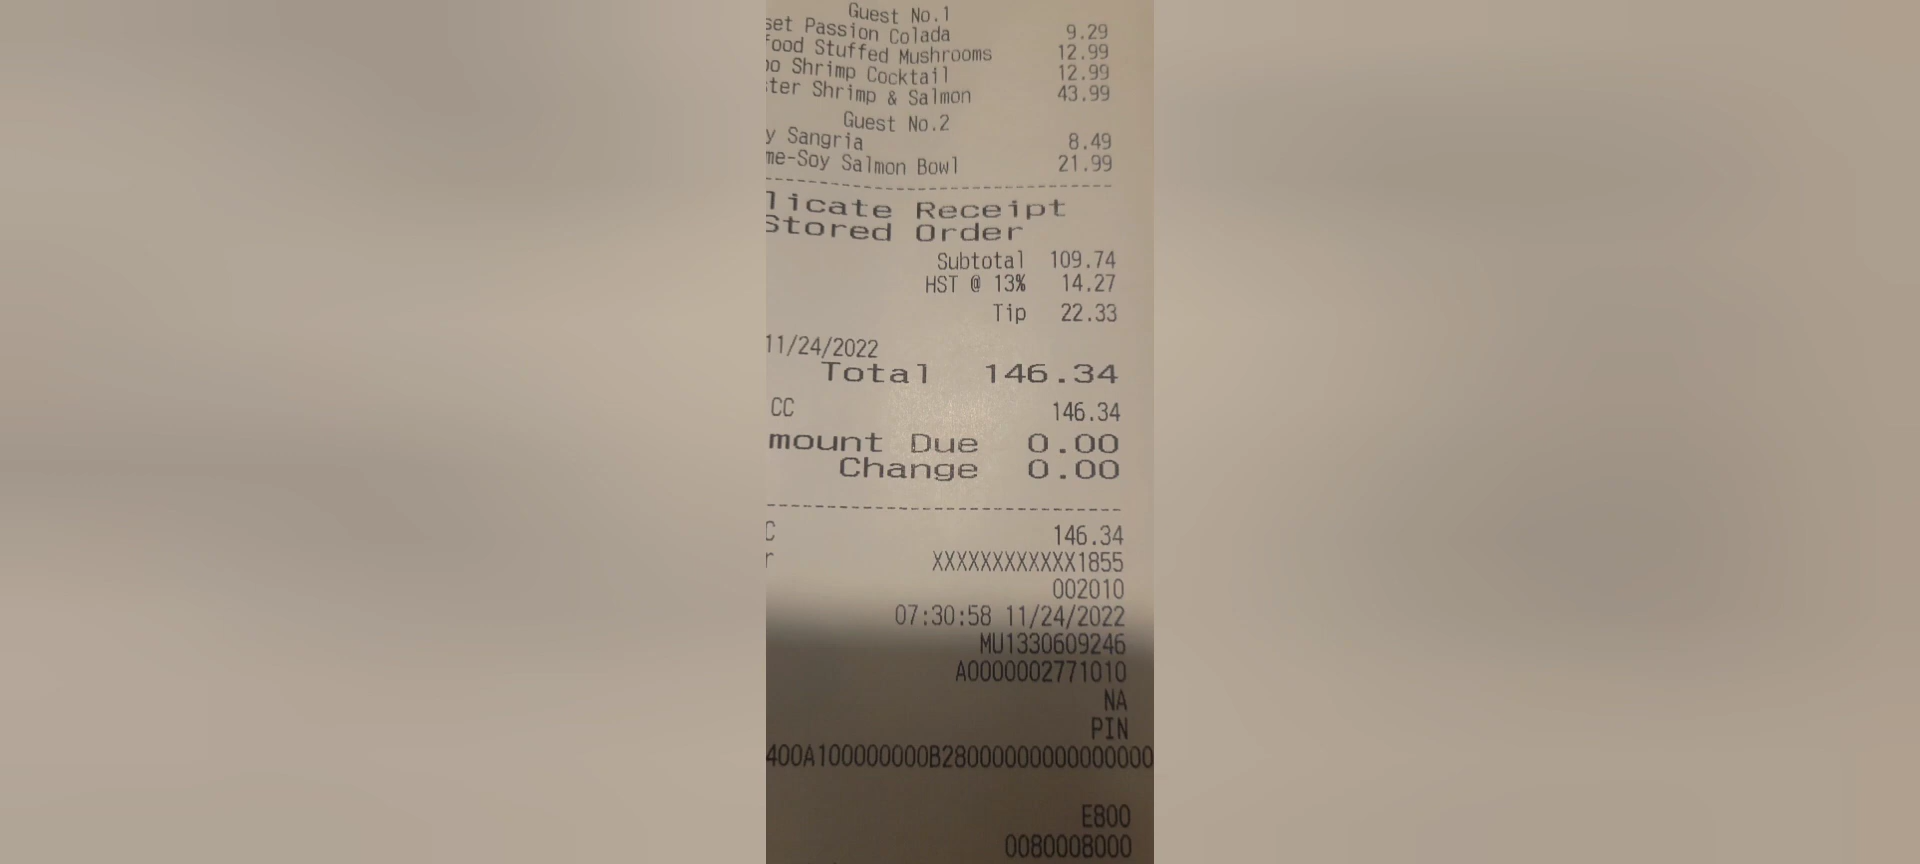 Guest No.1
set Passion Colada 9.29
food Stuffed Mushrooms 12.99
bo Shrimp Cocktail 12.99
ter Shrimp & Salmon 43.99
Guest No.2
y Sangria 8.49
me-Soy Salmon Bowl 21.99
licate Receipt
Stored Order
Subtotal 109.74
HST @ 13% 14.27
Tip 22.33
11/24/2022
Total 146.34
CC 146.34
mount Due 0.00
Change 0.00
C 146.34
r XXXXXXXXXXXX1855
002010
07:30:58 11/24/2022
MU1330609246
A0000002771010
NA
PIN
400A100000000B28000000000000000
E800
0080008000